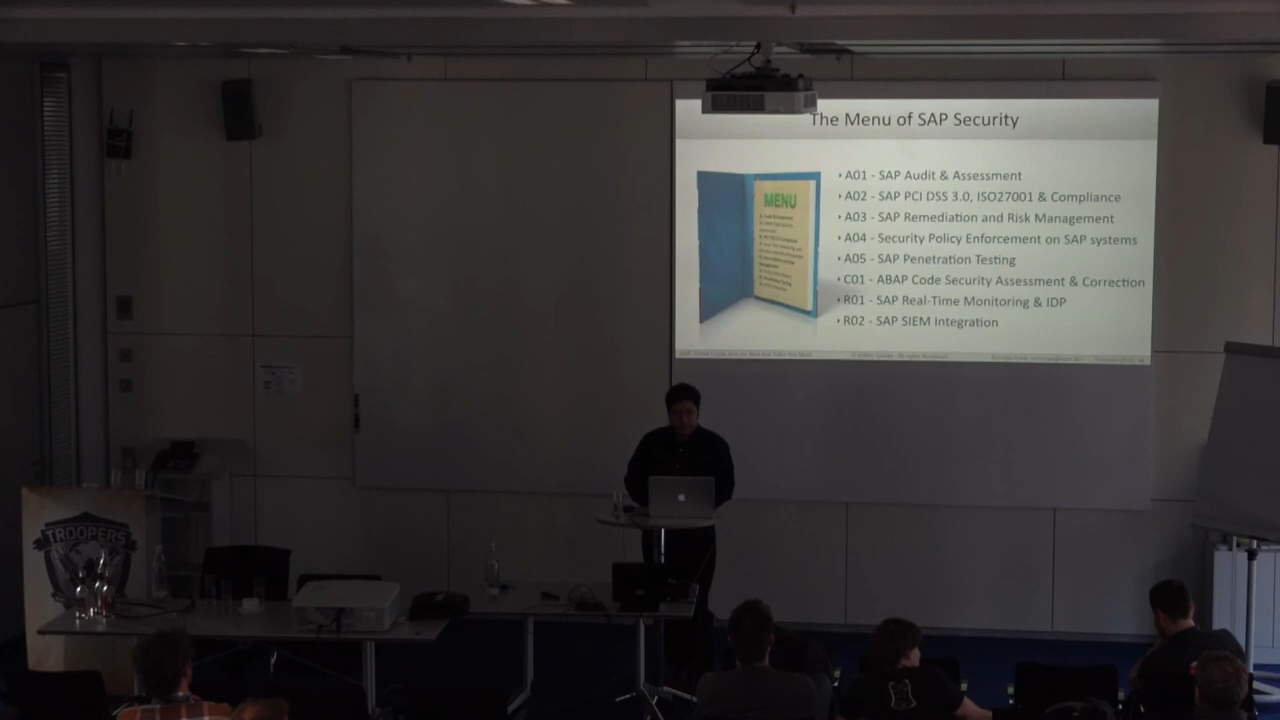 The Menu of SAP Security
A01 - SAP Audit & Assessment
A02 - SAP PCI DSS 3.0, ISO27001 & Compliance
A03 - SAP Remediation and Risk Management
A04 - Security Policy Enforcement on SAP systems
A05 - SAP Penetration Testing
C01 - ABAP Code Security Assessment & Correction
R01 - SAP Real-Time Monitoring & IDP
R02 - SAP SIEM Integration
MENU
TROOPERS